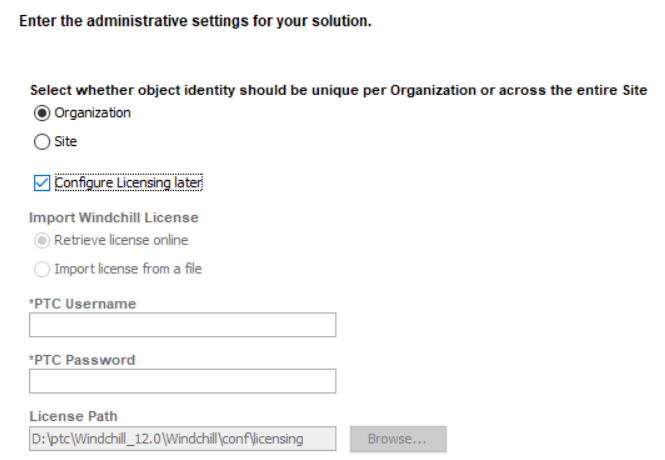 Enter the administrative settings for your solution.
Select whether object identity should be unique per Organization or across the entire Site
Organization
Site
Configure Licensing later
Import Windchill License
Retrieve license online
Import license from a file
*PTC Username
*PTC Password
License Path
D:\ptc\Windchill_12.0\Windchill\conf\licensing
Browse...